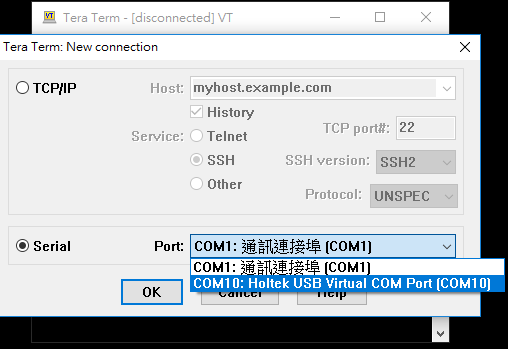 Tera Term - [disconnected] VT
Tera Term: New connection
TCP/IP
Host: myhost.example.com
History
Service: Telnet
TCP port#: 22
SSH
SSH version: SSH2
Other
Protocol: UNSPEC
Serial
Port: COM1: 通訊連接埠 (COM1)
COM1: 通訊連接埠 (COM1)
COM10: Holtek USB Virtual COM Port (COM10)
OK
Cancel
Help